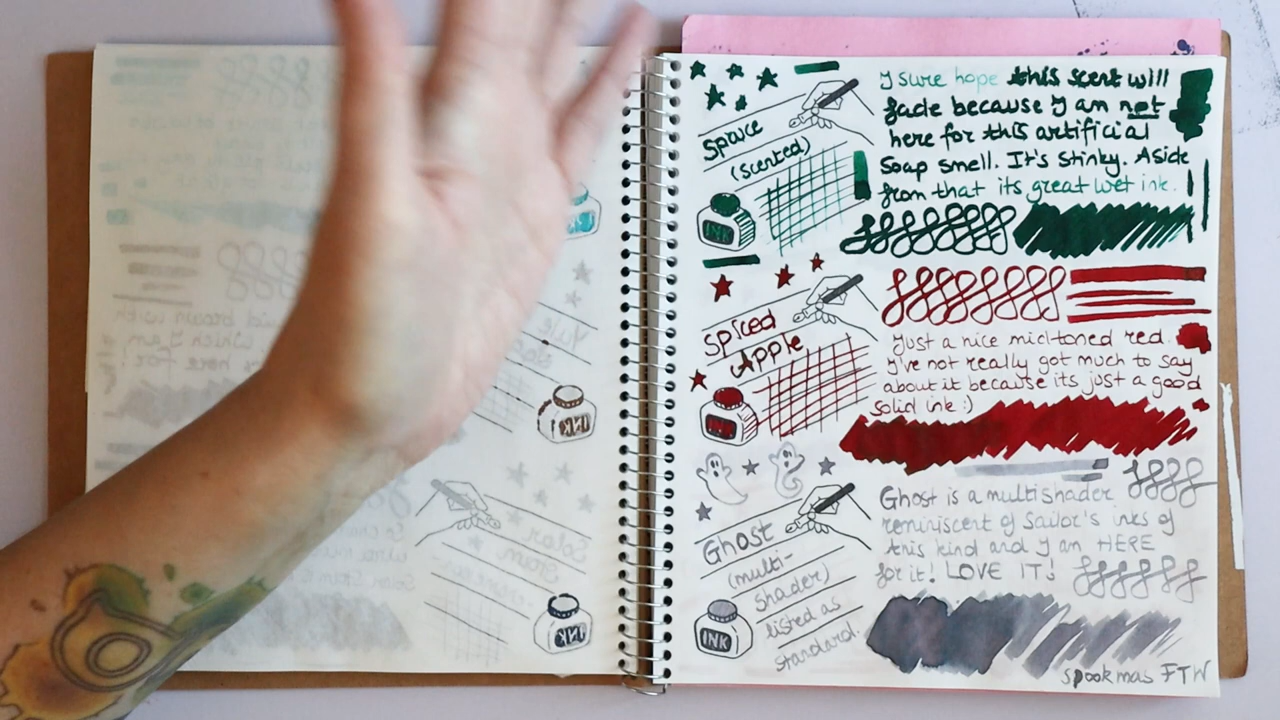 Spruce
(scented)
INK
I sure hope this scent will
fade because I am not
here for this artificial
Soap smell. It's stinky. Aside
from that its great wet ink.
Spiced
Apple
INK
Just a nice mid-toned red.
I've not really got much to say
about it because its just a good
solid ink :)
Ghost
(multi-
shader)
listed as
standard.
INK
Ghost is a multishader
reminiscent of Sailor's inks of
this kind and I am HERE
for it! LOVE IT!
spookmas FTW